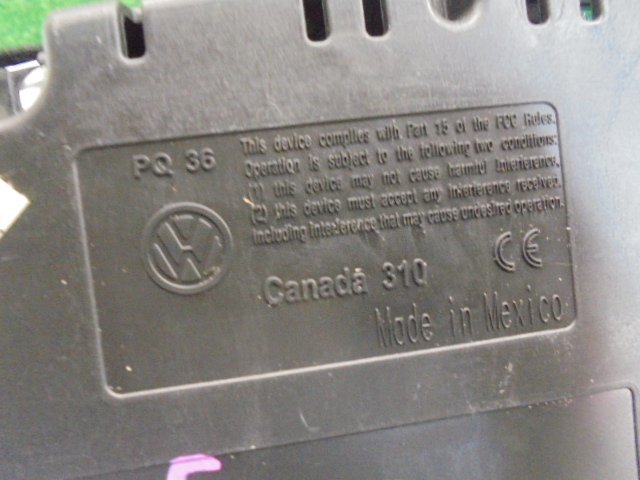 PQ 36
This device complies with Part 15 of the FCC Rules.
Operation is subject to the following two conditions:
(1) this device may not cause harmful interference.
(2) this device must accept any interference received.
including interference that may cause undesired operation.
Canada 310
CE
Made in Mexico